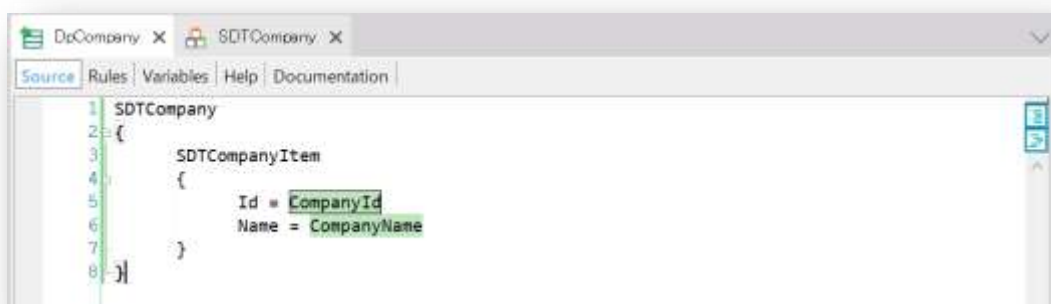 DpCompany X SDTCompany X
Source Rules Variables Help Documentation
1 SDTCompany
2 {
3 SDTCompanyItem
4 {
5 Id = CompanyId
6 Name = CompanyName
7 }
8 }